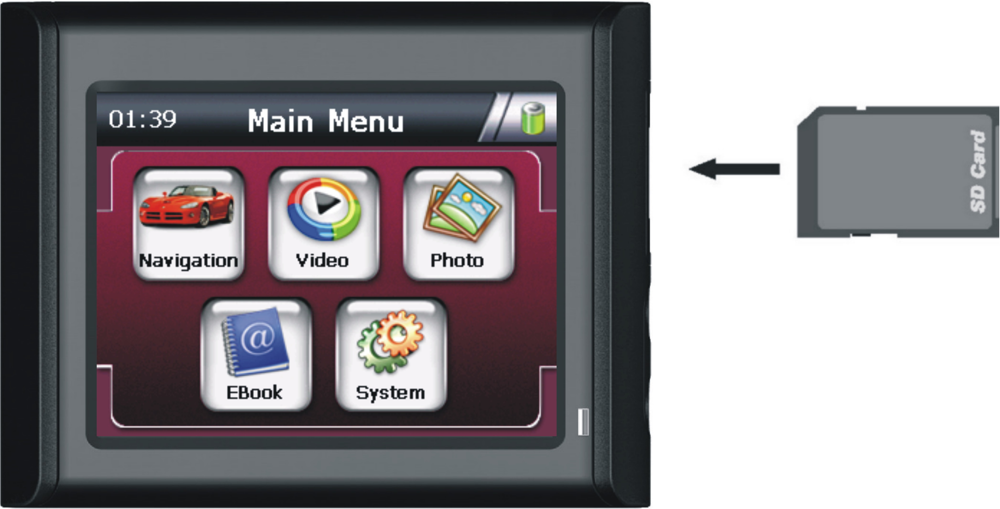 01:39 Main Menu
Navigation Video Photo
EBook System
SD Card